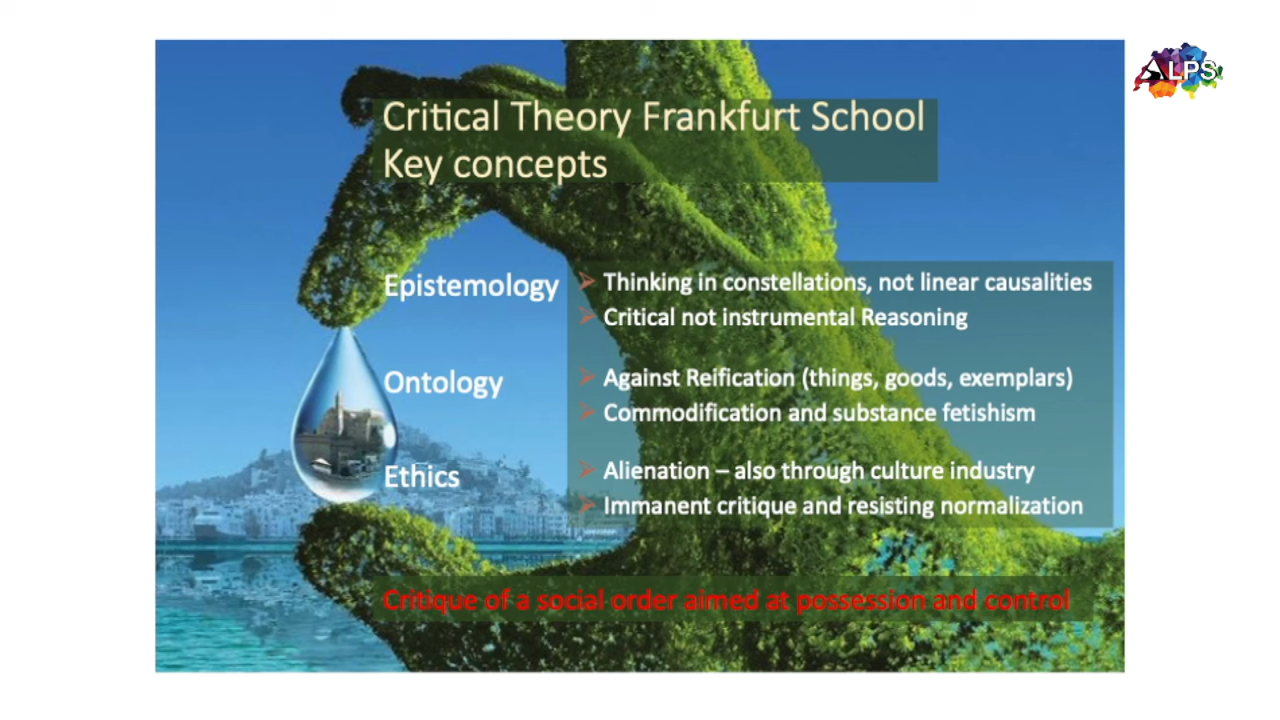 ALPS
Critical Theory Frankfurt School
Key concepts
Epistemology
➢ Thinking in constellations, not linear causalities
➢ Critical not instrumental Reasoning
Ontology
➢ Against Reification (things, goods, exemplars)
➢ Commodification and substance fetishism
Ethics
➢ Alienation – also through culture industry
➢ Immanent critique and resisting normalization
Critique of a social order aimed at possession and control